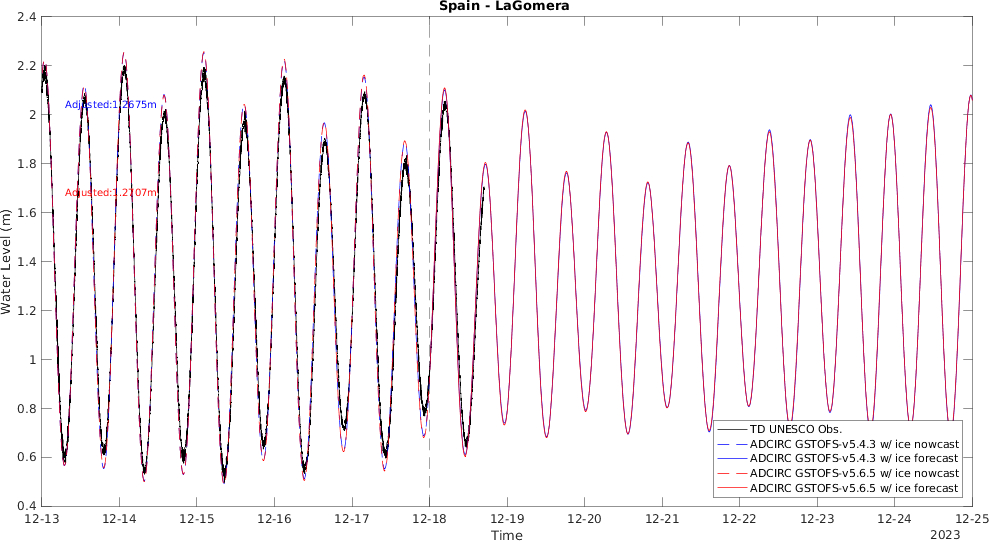 Spain - LaGomera
2.4
2.2
2
1.8
1.6
1.4
1.2
1
0.8
0.6
0.4
Water Level (m)
Adjusted:1.2675m
Adjusted:1.2707m
TD UNESCO Obs.
ADCIRC GSTOFS-v5.4.3 w/ ice nowcast
ADCIRC GSTOFS-v5.4.3 w/ ice forecast
ADCIRC GSTOFS-v5.6.5 w/ ice nowcast
ADCIRC GSTOFS-v5.6.5 w/ ice forecast
12-13 12-14 12-15 12-16 12-17 12-18 12-19 12-20 12-21 12-22 12-23 12-24 12-25
Time
2023